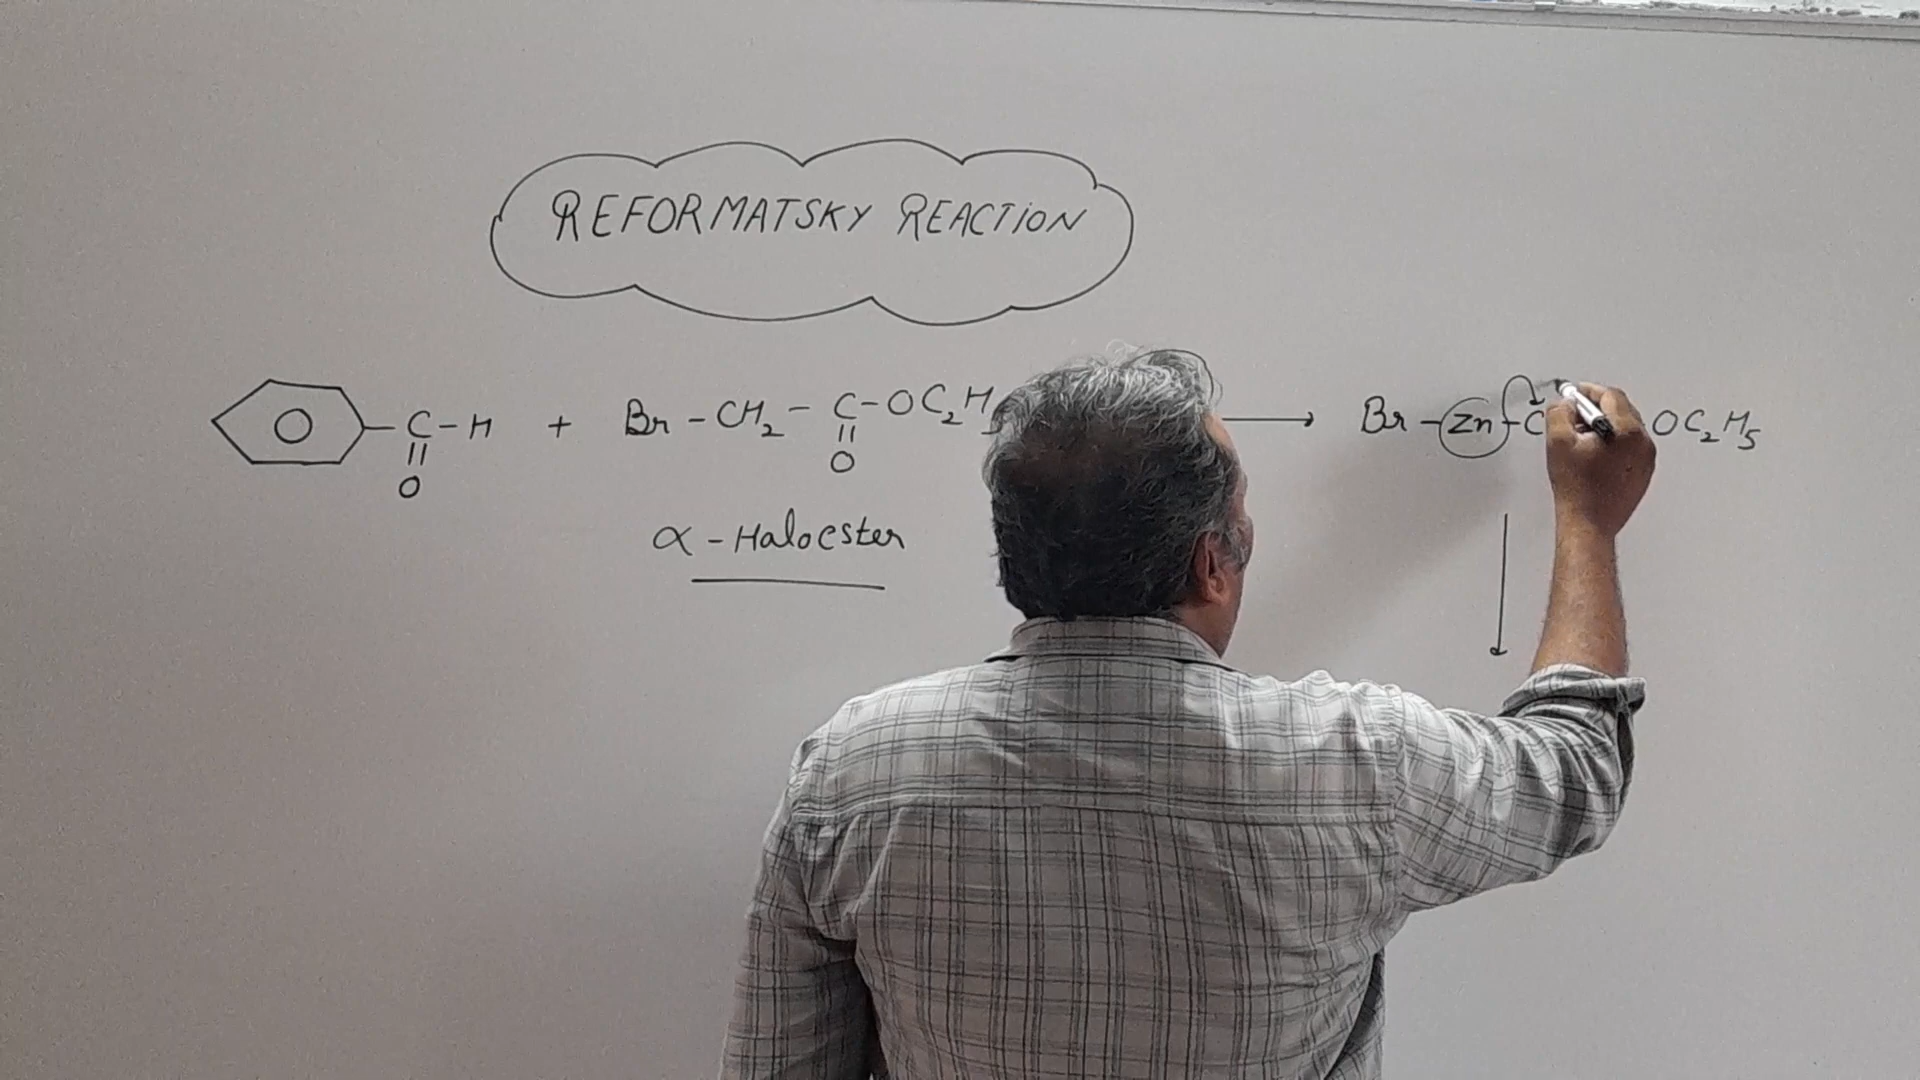 REFORMATSKY REACTION
C-H + Br-CH2-C-OC2H → Br-Zn-C OC2H5
O O
α-Haloester